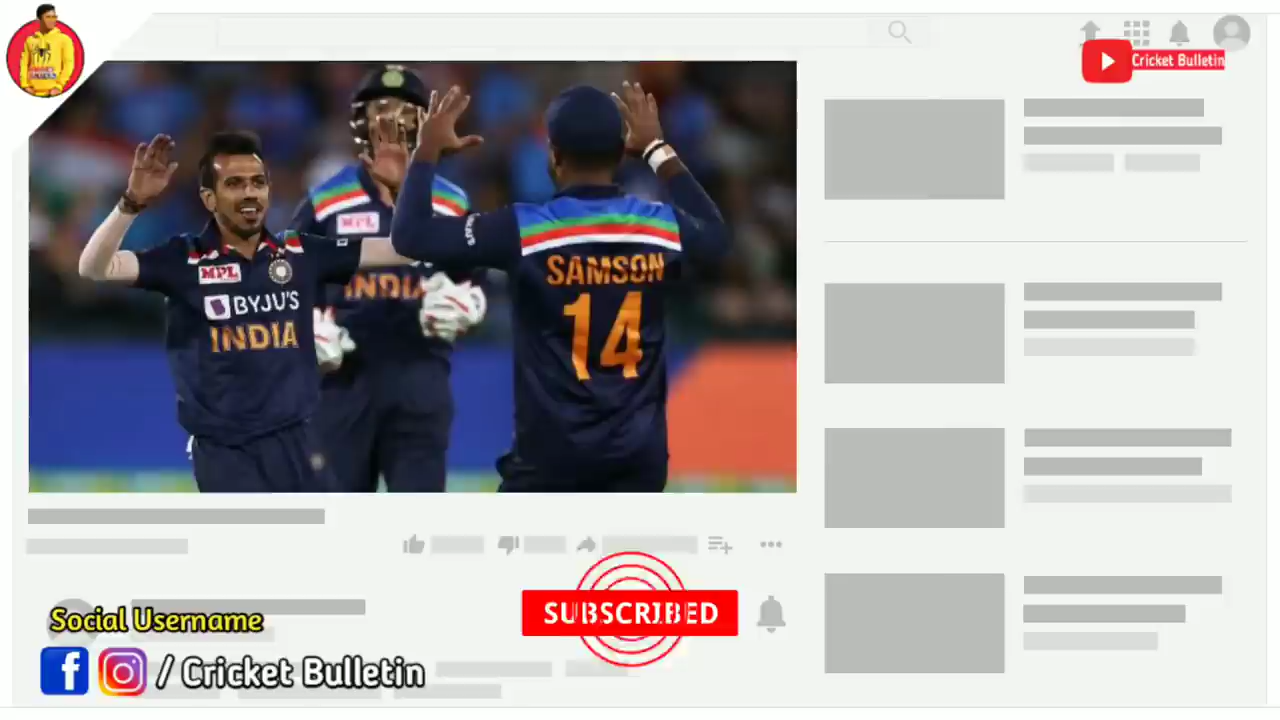 Cricket Bulletin
SAMSON
14
MPL
MPL
BYJU'S
INDIA
INDIA
SUBSCRIBED
Social Username
/ Cricket Bulletin